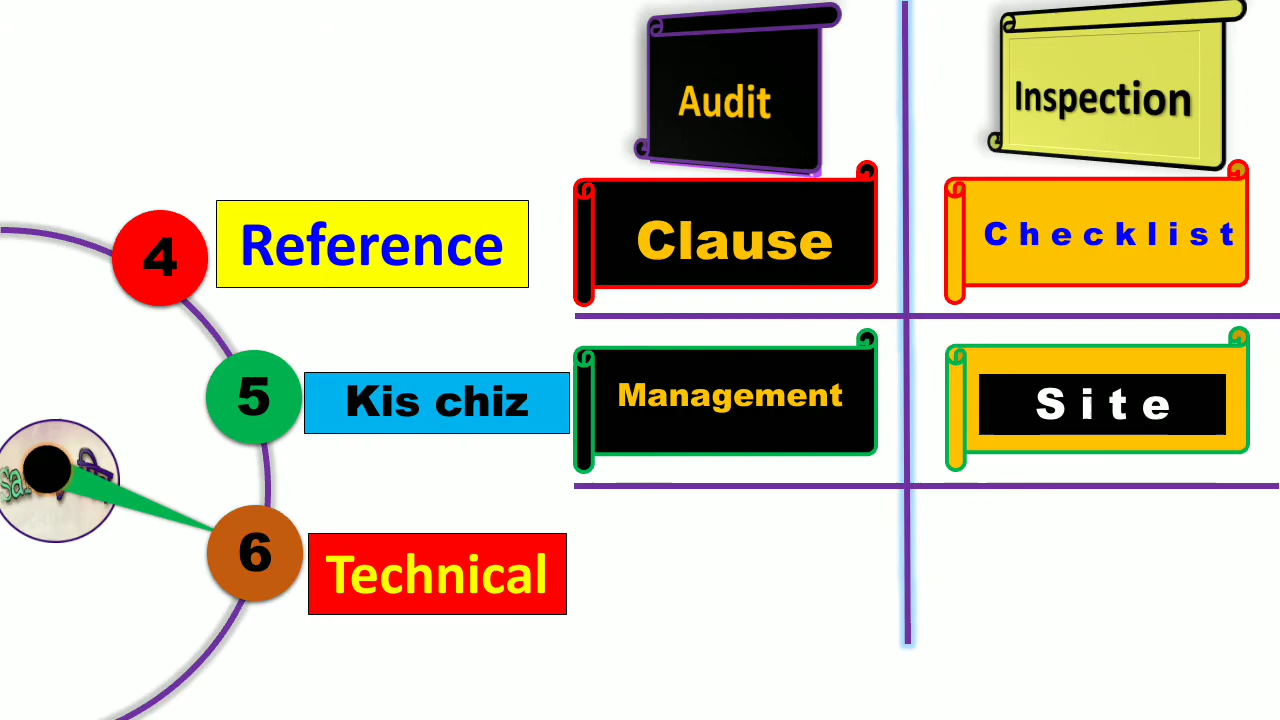 Audit
Inspection
4
Reference
Clause
Checklist
5
Kis chiz
Management
Site
6
Technical